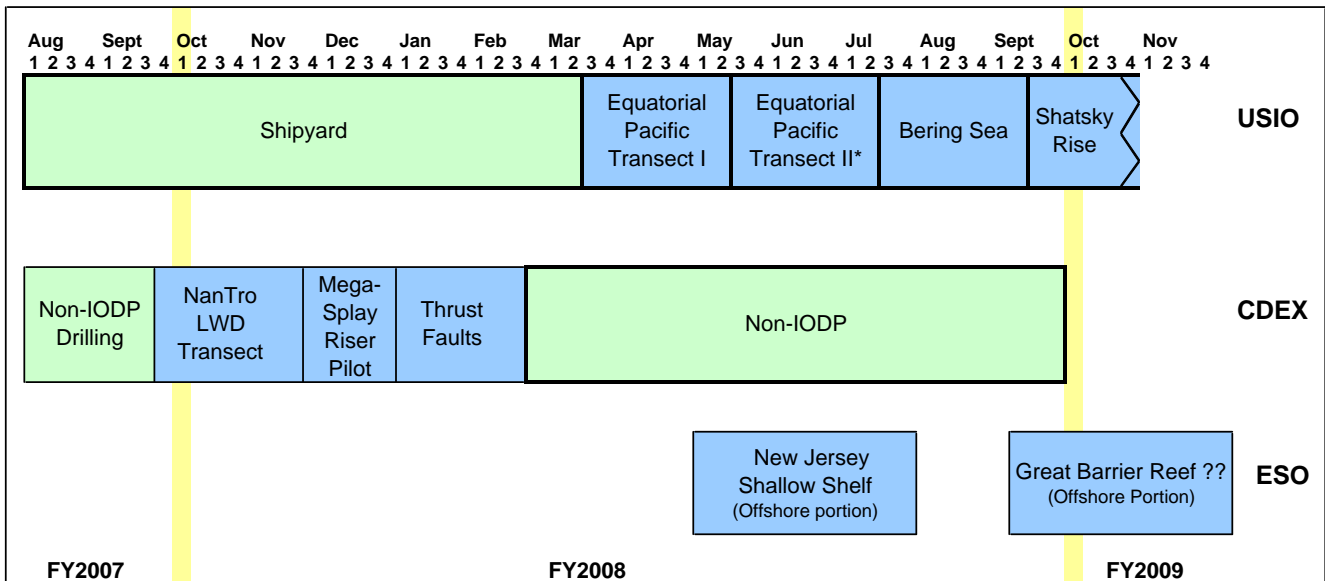 Aug Sept Oct Nov Dec Jan Feb Mar Apr May Jun Jul Aug Sept Oct Nov
1 2 3 4 1 2 3 4 1 2 3 4 1 2 3 4 1 2 3 4 1 2 3 4 1 2 3 4 1 2 3 4 1 2 3 4 1 2 3 4 1 2 3 4 1 2 3 4 1 2 3 4 1 2 3 4 1 2 3 4 1 2 3 4
Shipyard
Equatorial
Pacific
Transect I
Equatorial
Pacific
Transect II*
Bering Sea
Shatsky
Rise
USIO
Non-IODP
Drilling
NanTro
LWD
Transect
Mega-
Splay
Riser
Pilot
Thrust
Faults
Non-IODP
CDEX
New Jersey
Shallow Shelf
(Offshore portion)
Great Barrier Reef ??
(Offshore Portion)
ESO
FY2007 FY2008 FY2009